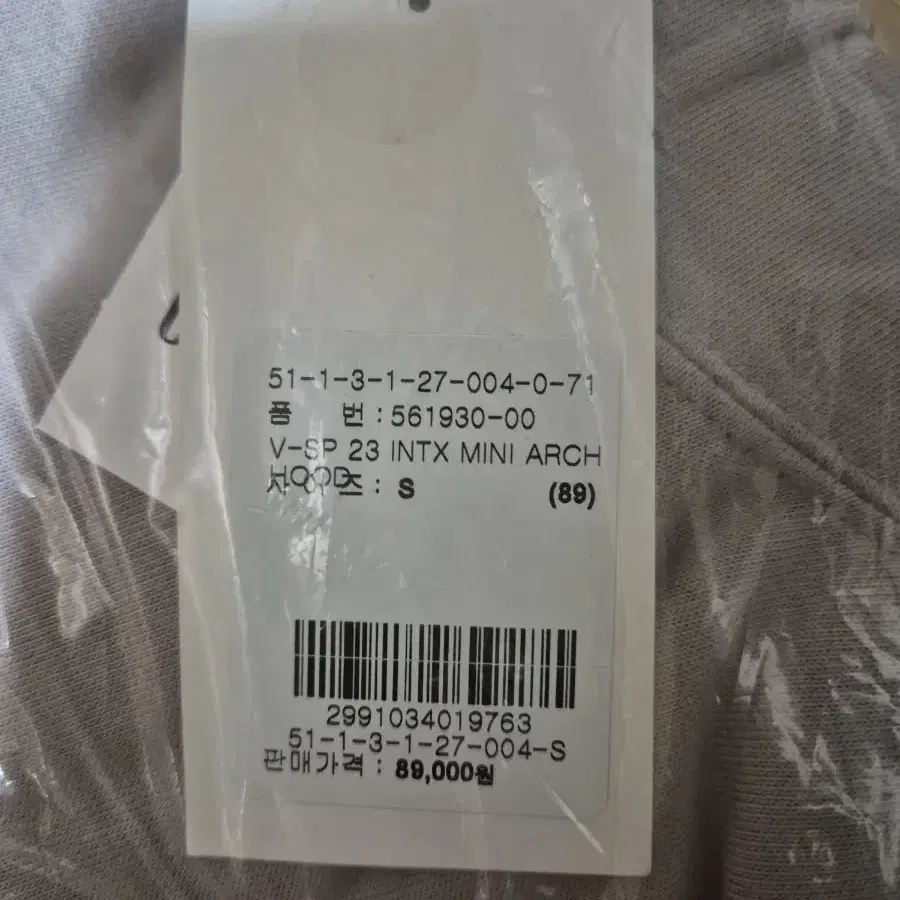 51-1-3-1-27-004-0-71
품 번 : 561930-00
V-SP 23 INTX MINI ARCH
HOOD
사이즈 : S (89)
2991034019763
51-1-3-1-27-004-S
판매가격 : 89,000원